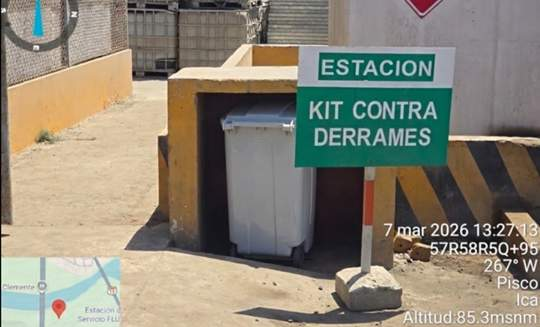 ESTACION
KIT CONTRA
DERRAMES
7 mar 2026 13:27:13
57R58R5Q+95
267° W
Pisco
Ica
Altitud:85.3msnm
Clemente
Estación
Servicio FLU